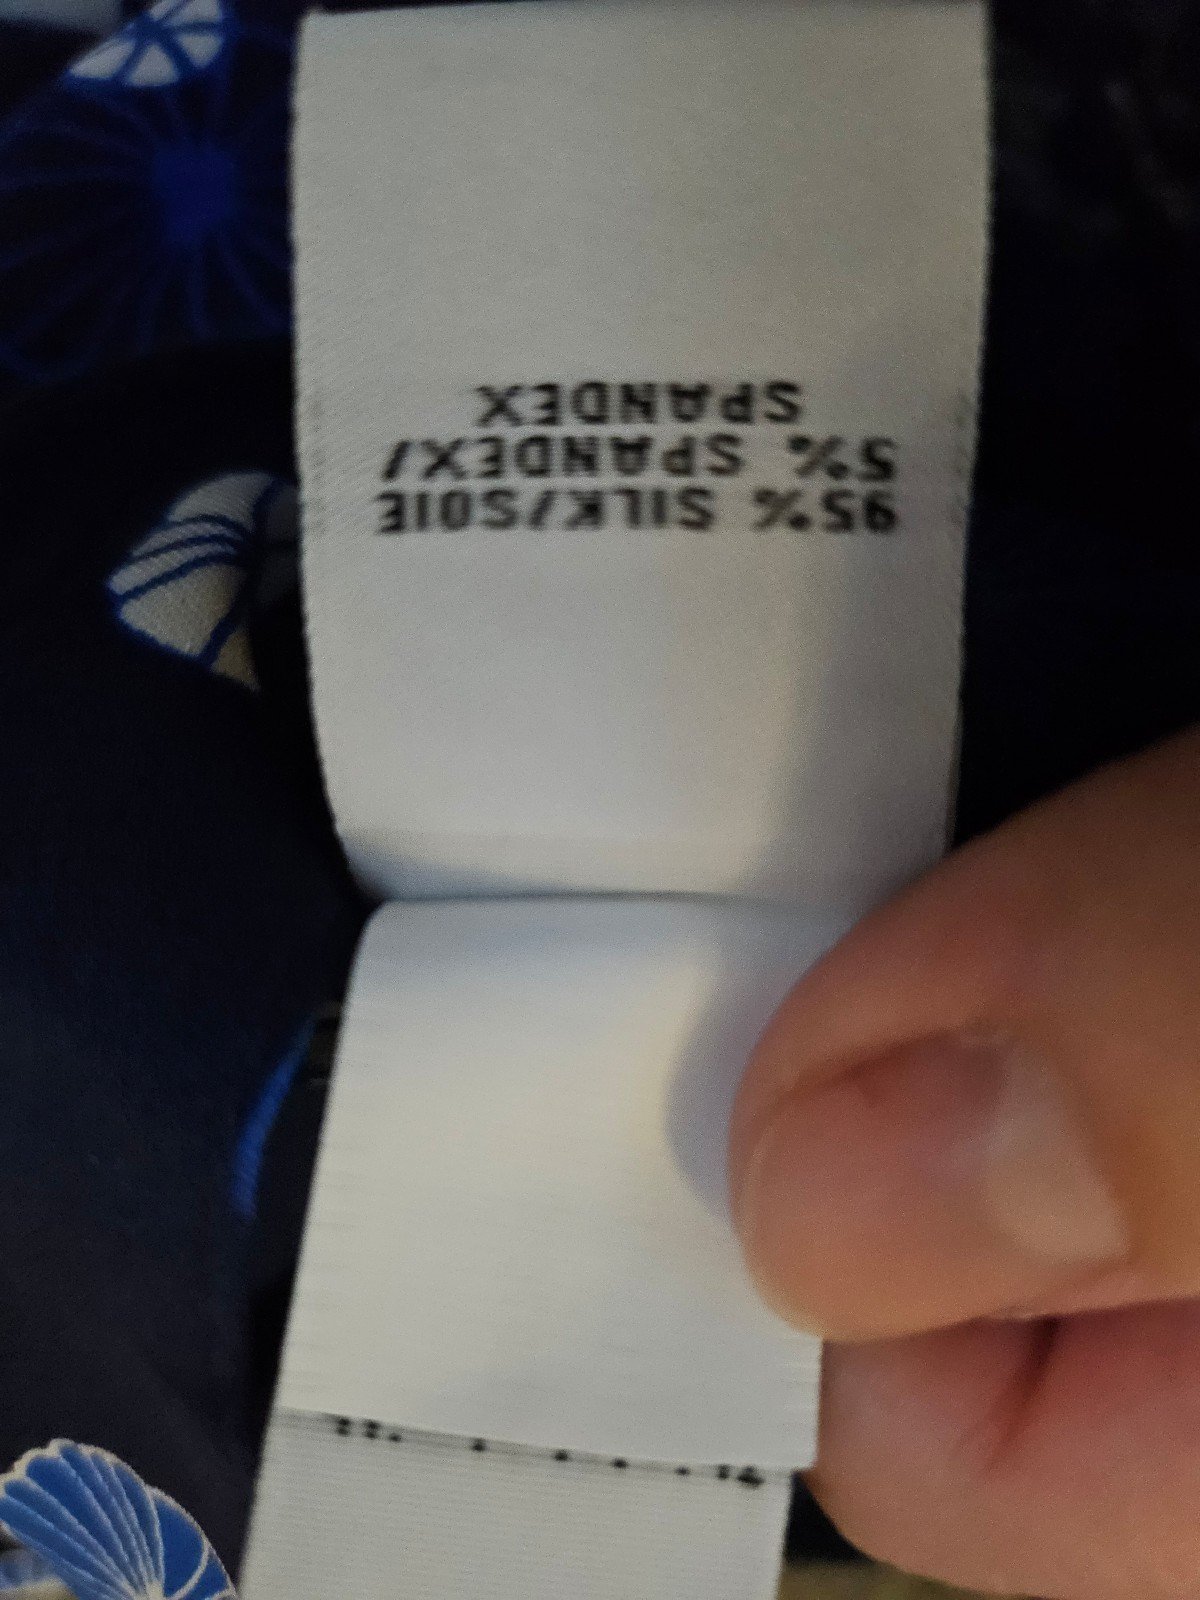 95% SILK/SOIE
5% SPANDEX/
SPANDEX